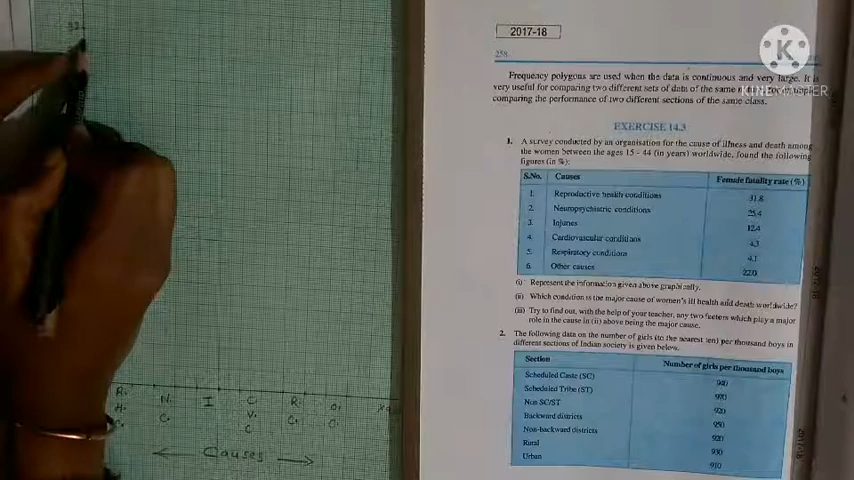 32
R. N. I C. R. O. X
H. C. V. C. C.
C. C
Causes
2017-18
258
Frequency polygons are used when the data is continuous and very large. It is
very useful for comparing two different sets of data of the same nature, for example,
comparing the performance of two different sections of the same class.
EXERCISE 14.3
1. A survey conducted by an organisation for the cause of illness and death among
the women between the ages 15 - 44 (in years) worldwide, found the following
figures (in %):
S.No. Causes Female fatality rate (%)
1. Reproductive health conditions 31.8
2. Neuropsychiatric conditions 25.4
3. Injuries 12.4
4. Cardiovascular conditions 4.3
5. Respiratory conditions 4.1
6. Other causes 22.0
(i) Represent the information given above graphically.
(ii) Which condition is the major cause of women's ill health and death worldwide?
(iii) Try to find out, with the help of your teacher, any two factors which play a major
role in the cause in (ii) above being the major cause.
2. The following data on the number of girls (to the nearest ten) per thousand boys in
different sections of Indian society is given below.
Section Number of girls per thousand boys
Scheduled Caste (SC) 940
Scheduled Tribe (ST) 970
Non SC/ST 920
Backward districts 950
Non-backward districts 920
Rural 930
Urban 910
KINEMASTER